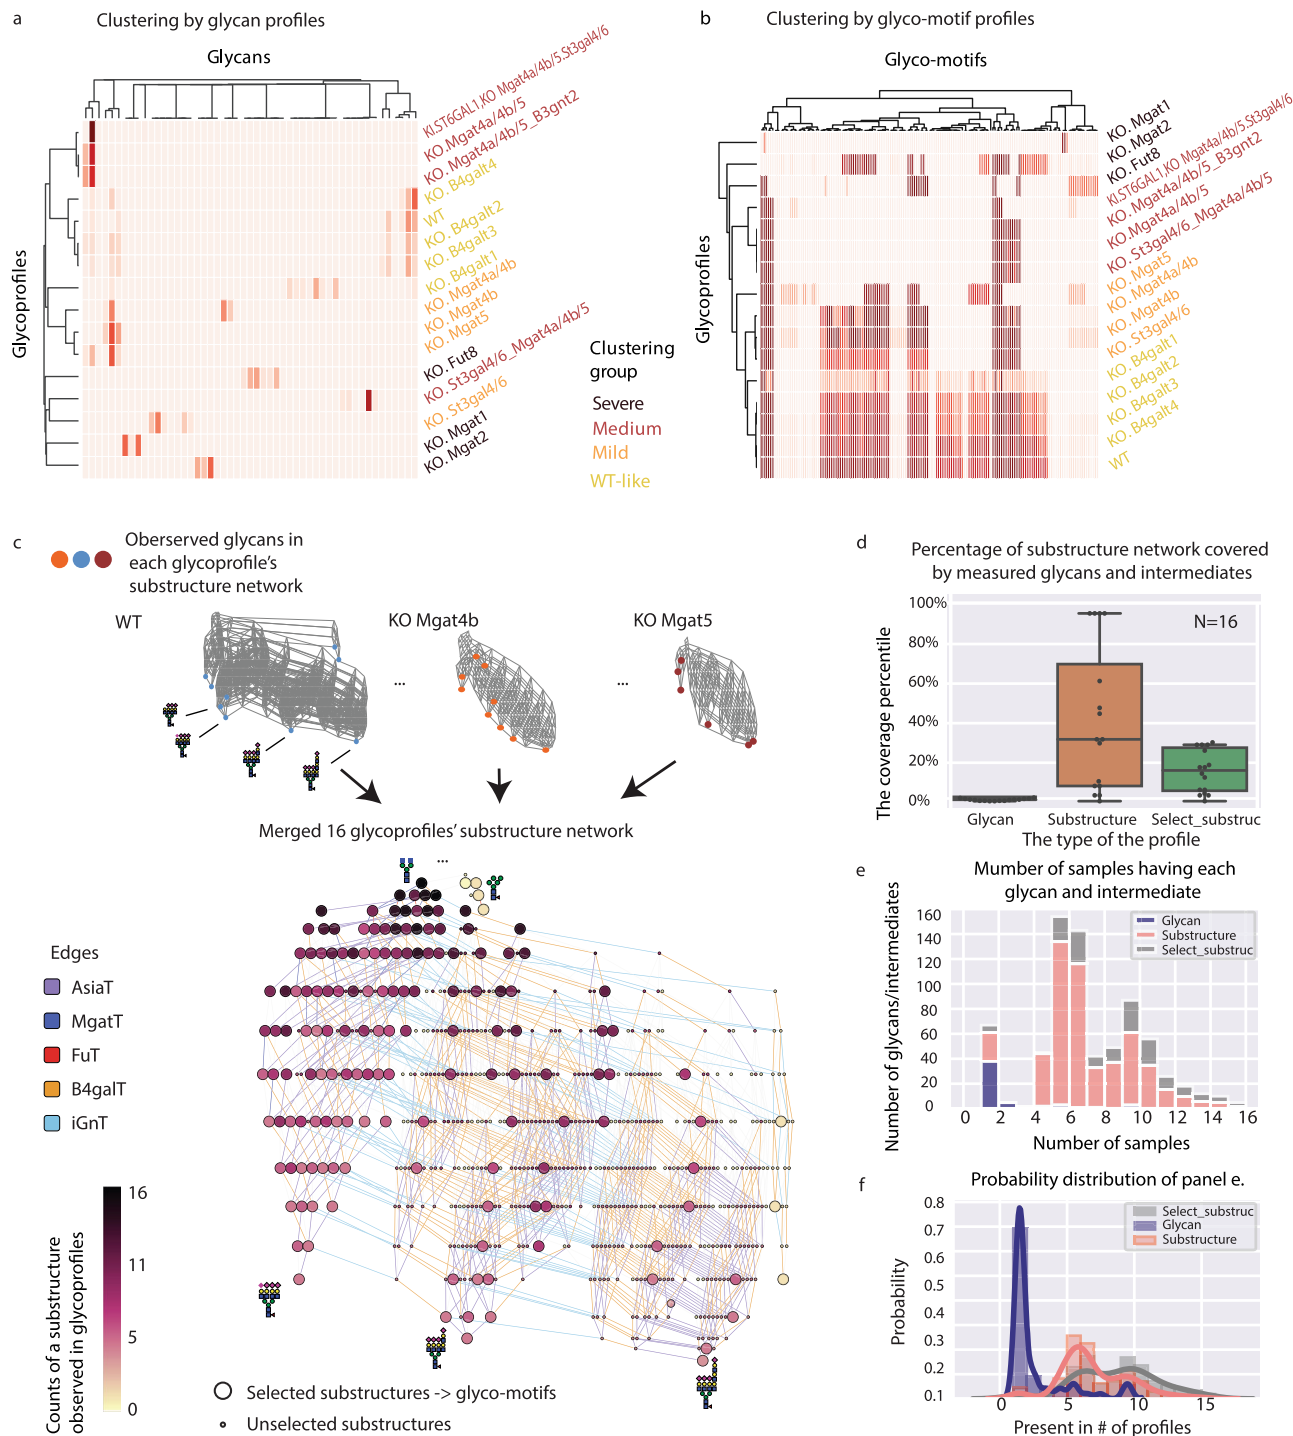 a
Clustering by glycan profiles
Glycans
Glycoprofiles
KI.ST6GAL1,KO Mgat4a/4b/5.St3gal4/6
KO.Mgat4a/4b/5
KO. Mgat4a/4b/5_B3gnt2
KO. B4galt4
WT
KO. B4galt2
KO. B4galt3
KO. B4galt1
KO. Mgat4a/4b
KO. Mgat4b
KO. Mgat5
KO. Fut8
KO. St3gal4/6_Mgat4a/4b/5
KO. St3gal4/6
KO. Mgat1
KO. Mgat2
Clustering
group
Severe
Medium
Mild
WT-like
b
Clustering by glyco-motif profiles
Glyco-motifs
Glycoprofiles
KO. Mgat1
KO. Mgat2
KO. Fut8
KI.ST6GAL1,KO Mgat4a/4b/5.St3gal4/6
KO. Mgat4a/4b/5_B3gnt2
KO.Mgat4a/4b/5
KO. St3gal4/6_Mgat4a/4b/5
KO. Mgat5
KO. Mgat4a/4b
KO. Mgat4b
KO. St3gal4/6
KO. B4galt1
KO. B4galt2
KO. B4galt3
KO. B4galt4
WT
c
Oberserved glycans in
each glycoprofile's
substructure network
WT
KO Mgat4b
KO Mgat5
...
...
Merged 16 glycoprofiles' substructure network
...
Edges
AsiaT
MgatT
FuT
B4galT
iGnT
Counts of a substructure
observed in glycoprofiles
16
11
5
0
Selected substructures -> glyco-motifs
Unselected substructures
d
Percentage of substructure network covered
by measured glycans and intermediates
N=16
The coverage percentile
100%
80%
60%
40%
20%
0%
Glycan Substructure Select_substruc
The type of the profile
e
Mumber of samples having each
glycan and intermediate
Number of glycans/intermediates
160
140
120
100
80
60
40
20
0
Glycan
Substructure
Select_substruc
0 2 4 6 8 10 12 14 16
Number of samples
f
Probability distribution of panel e.
Probability
0.8
0.7
0.6
0.5
0.4
0.3
0.2
0.1
Select_substruc
Glycan
Substructure
0 5 10 15
Present in # of profiles